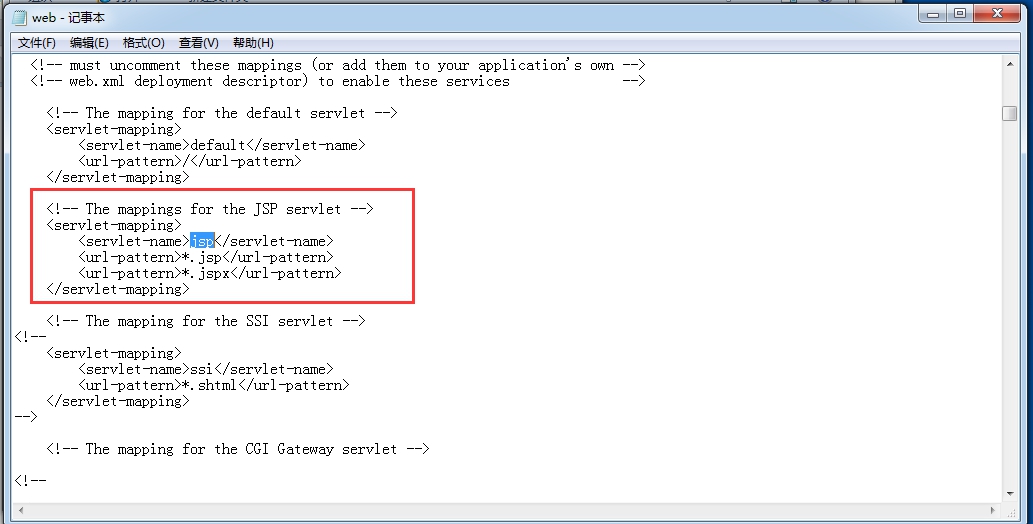 web - 记事本
文件(F) 编辑(E) 格式(O) 查看(V) 帮助(H)
<!-- must uncomment these mappings (or add them to your application's own -->
<!-- web.xml deployment descriptor) to enable these services -->
<!-- The mapping for the default servlet -->
<servlet-mapping>
<servlet-name>default</servlet-name>
<url-pattern>/</url-pattern>
</servlet-mapping>
<!-- The mappings for the JSP servlet -->
<servlet-mapping>
<servlet-name>jsp</servlet-name>
<url-pattern>*.jsp</url-pattern>
<url-pattern>*.jspx</url-pattern>
</servlet-mapping>
<!-- The mapping for the SSI servlet -->
<!--
<servlet-mapping>
<servlet-name>ssi</servlet-name>
<url-pattern>*.shtml</url-pattern>
</servlet-mapping>
-->
<!-- The mapping for the CGI Gateway servlet -->
<!--